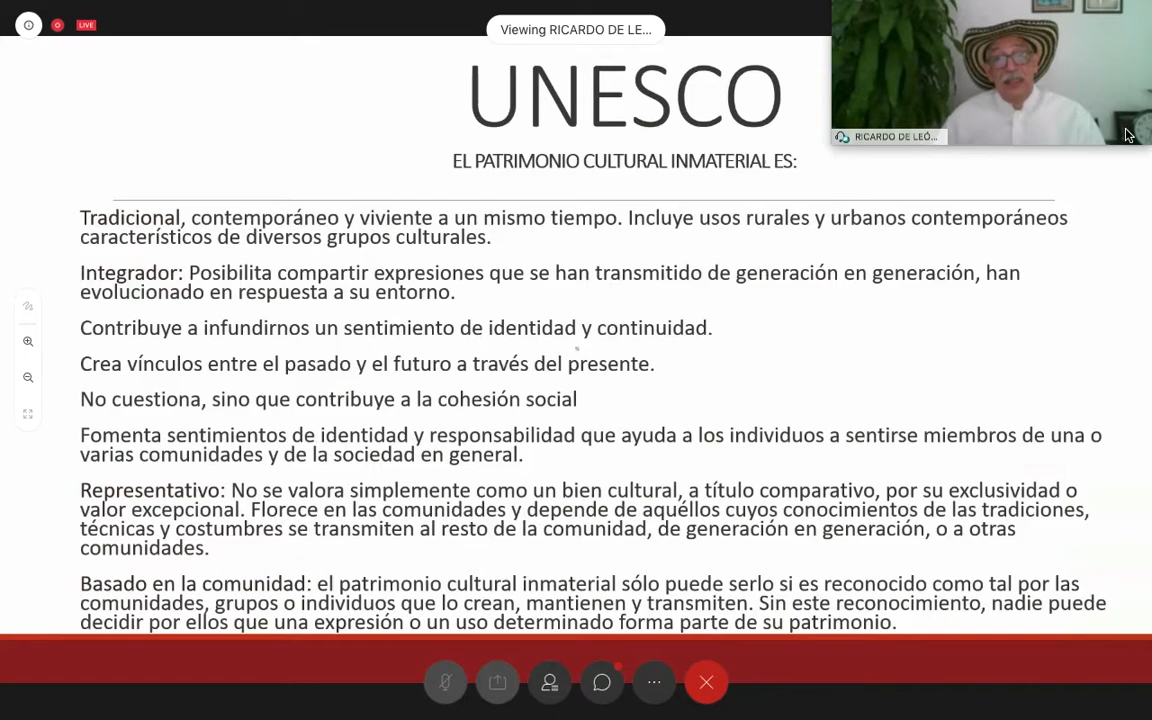 LIVE
Viewing RICARDO DE LE...
UNESCO
EL PATRIMONIO CULTURAL INMATERIAL ES:
RICARDO DE LEÓ...
Tradicional, contemporáneo y viviente a un mismo tiempo. Incluye usos rurales y urbanos contemporáneos
característicos de diversos grupos culturales.
Integrador: Posibilita compartir expresiones que se han transmitido de generación en generación, han
evolucionado en respuesta a su entorno.
Contribuye a infundirnos un sentimiento de identidad y continuidad.
Crea vínculos entre el pasado y el futuro a través del presente.
No cuestiona, sino que contribuye a la cohesión social
Fomenta sentimientos de identidad y responsabilidad que ayuda a los individuos a sentirse miembros de una o
varias comunidades y de la sociedad en general.
Representativo: No se valora simplemente como un bien cultural, a título comparativo, por su exclusividad o
valor excepcional. Florece en las comunidades y depende de aquéllos cuyos conocimientos de las tradiciones,
técnicas y costumbres se transmiten al resto de la comunidad, de generación en generación, o a otras
comunidades.
Basado en la comunidad: el patrimonio cultural inmaterial sólo puede serlo si es reconocido como tal por las
comunidades, grupos o individuos que lo crean, mantienen y transmiten. Sin este reconocimiento, nadie puede
decidir por ellos que una expresión o un uso determinado forma parte de su patrimonio.